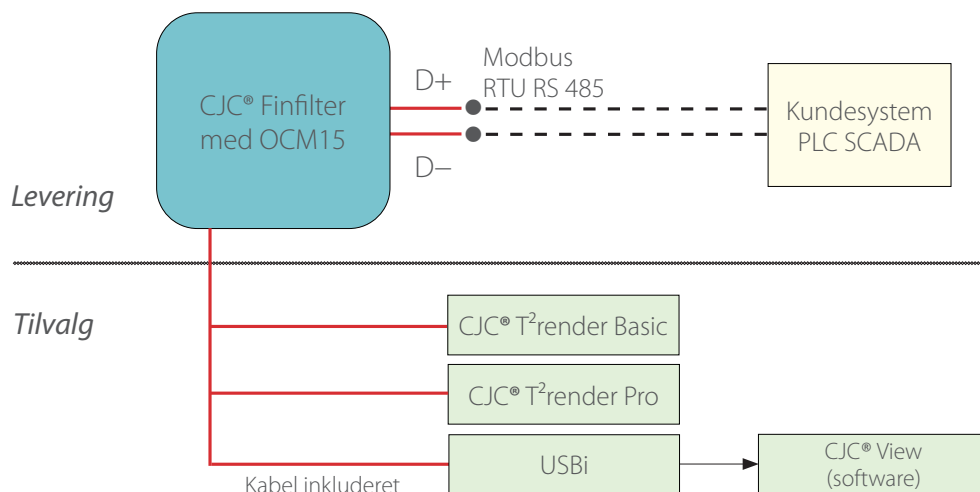 CJC® Finfilter
med OCM15
D+
D–
Modbus
RTU RS 485
Kundesystem
PLC SCADA
Levering
Tilvalg
CJC® T²render Basic
CJC® T²render Pro
USBi
CJC® View
(software)
Kabel inkluderet